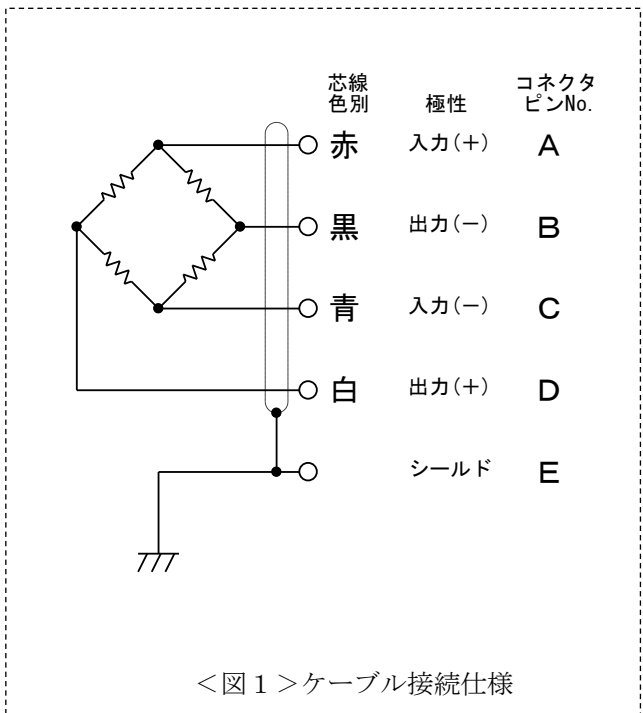 芯線 コネクタ
色別 極性 ピンNo.
赤 入力(+) A
黒 出力(-) B
青 入力(-) C
白 出力(+) D
シールド E
<図1>ケーブル接続仕様